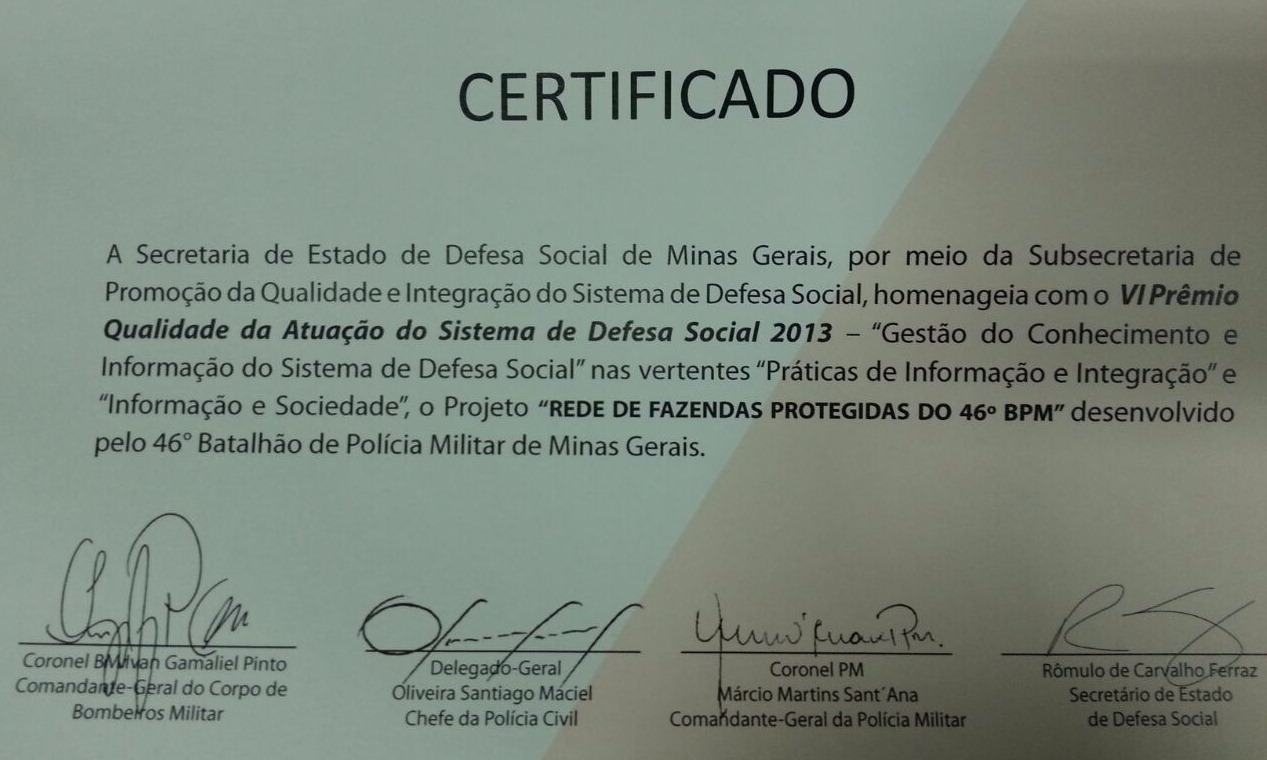 CERTIFICADO
A Secretaria de Estado de Defesa Social de Minas Gerais, por meio da Subsecretaria de
Promoção da Qualidade e Integração do Sistema de Defesa Social, homenageia com o VI Prêmio
Qualidade da Atuação do Sistema de Defesa Social 2013 – “Gestão do Conhecimento e
Informação do Sistema de Defesa Social” nas vertentes “Práticas de Informação e Integração” e
“Informação e Sociedade”, o Projeto “REDE DE FAZENDAS PROTEGIDAS DO 46º BPM” desenvolvido
pelo 46° Batalhão de Polícia Militar de Minas Gerais.
Coronel BM Ivan Gamaliel Pinto
Comandante-Geral do Corpo de
Bombeiros Militar
Delegado-Geral
Oliveira Santiago Maciel
Chefe da Polícia Civil
Coronel PM
Márcio Martins Sant´Ana
Comandante-Geral da Polícia Militar
Rômulo de Carvalho Ferraz
Secretário de Estado
de Defesa Social